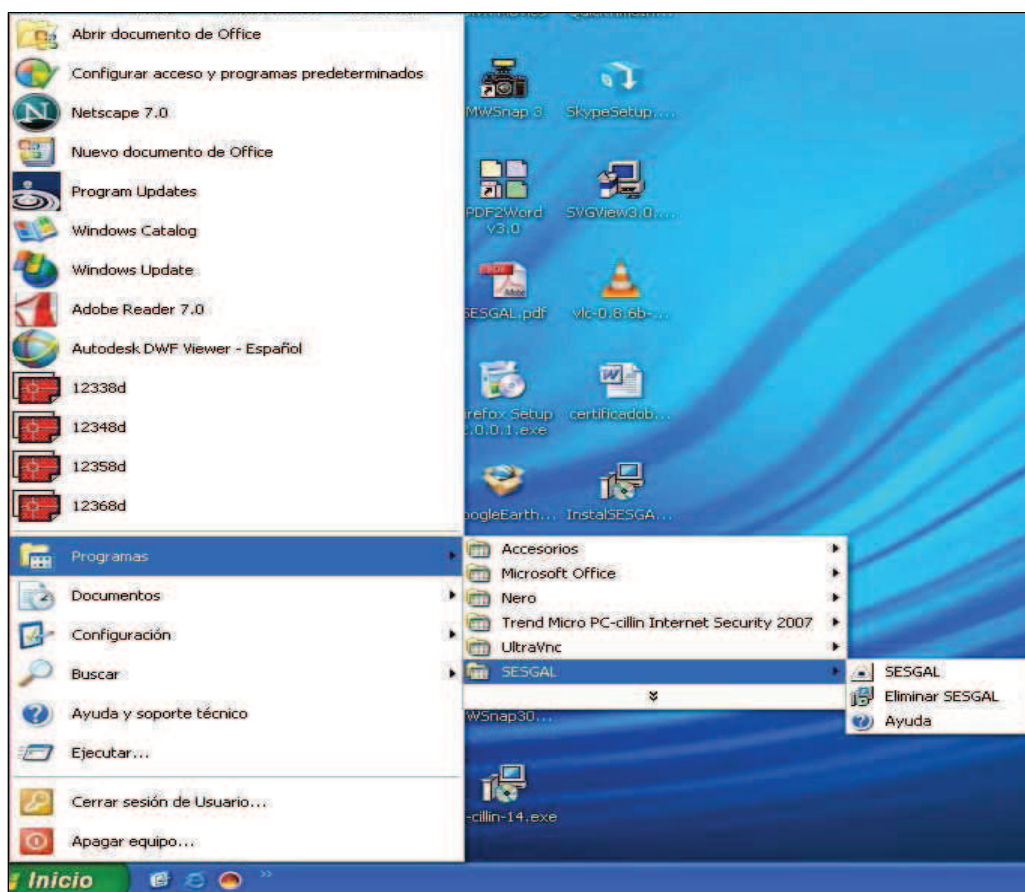 Abrir documento de Office
Configurar acceso y programas predeterminados
Netscape 7.0
Nuevo documento de Office
Program Updates
Windows Catalog
Windows Update
Adobe Reader 7.0
Autodesk DWF Viewer - Español
12338d
12348d
12358d
12368d
Programas
Documentos
Configuración
Buscar
Ayuda y soporte técnico
Ejecutar...
Cerrar sesión de Usuario...
Apagar equipo...
Inicio
Accesorios
Microsoft Office
Nero
Trend Micro PC-cillin Internet Security 2007
UltraVnc
SESGAL
SESGAL
Eliminar SESGAL
Ayuda
MWSnap 3
SkypeSetup....
PDF2Word
v3.0
SVGView3.0....
SESGAL.pdf
vlc-0.8.6b-...
irefox Setup
.0.0.1.exe
certificadob...
oogleEarth...
InstalSESGA...
WSnap30...
-cillin-14.exe